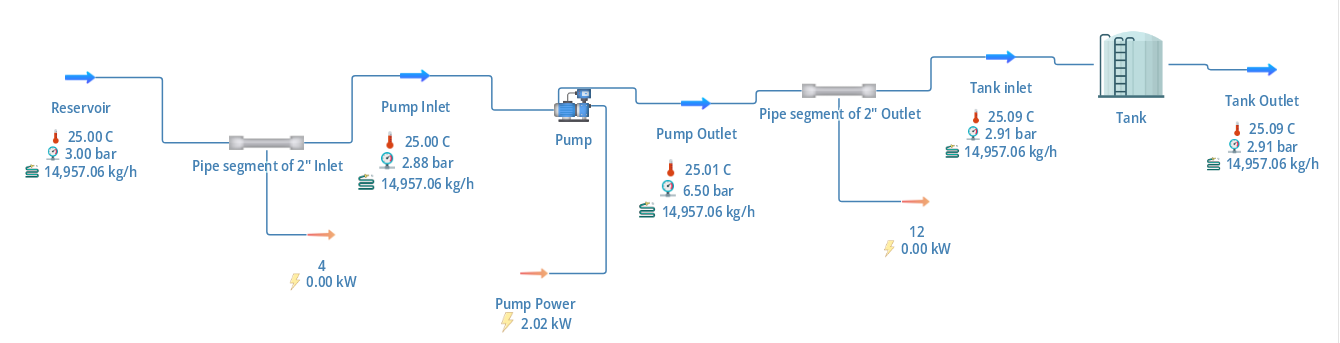 Reservoir
25.00 C
3.00 bar
14,957.06 kg/h
Pipe segment of 2" Inlet
4
0.00 kW
Pump Inlet
25.00 C
2.88 bar
14,957.06 kg/h
Pump
Pump Power
2.02 kW
Pump Outlet
25.01 C
6.50 bar
14,957.06 kg/h
Pipe segment of 2" Outlet
12
0.00 kW
Tank inlet
25.09 C
2.91 bar
14,957.06 kg/h
Tank
Tank Outlet
25.09 C
2.91 bar
14,957.06 kg/h